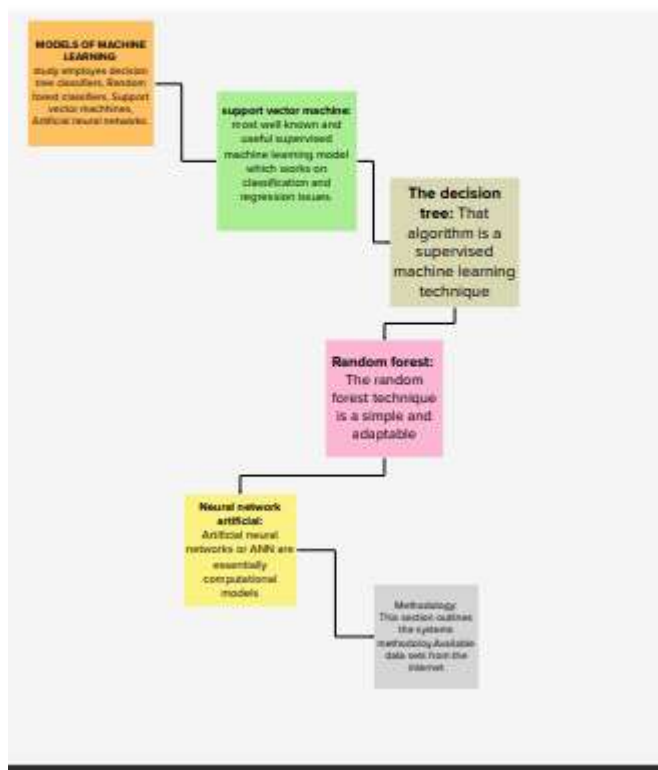 MODELS OF MACHINE
LEARNING
study employee decision
tree classifiers, Random
forest classifiers, Support
vector machhines,
Artificial neural networks
support vector machine:
most well known and
useful supervised
machine learning model
which works on
classification and
regression issues
The decision
tree: That
algorithm is a
supervised
machine learning
technique
Random forest:
The random
forest technique
is a simple and
adaptable
Neural network
artificial:
Artificial neural
networks or ANN are
essentially
computational
models
Methodology:
This section outlines
the systems
methodoloy.Available
data sets from the
internet